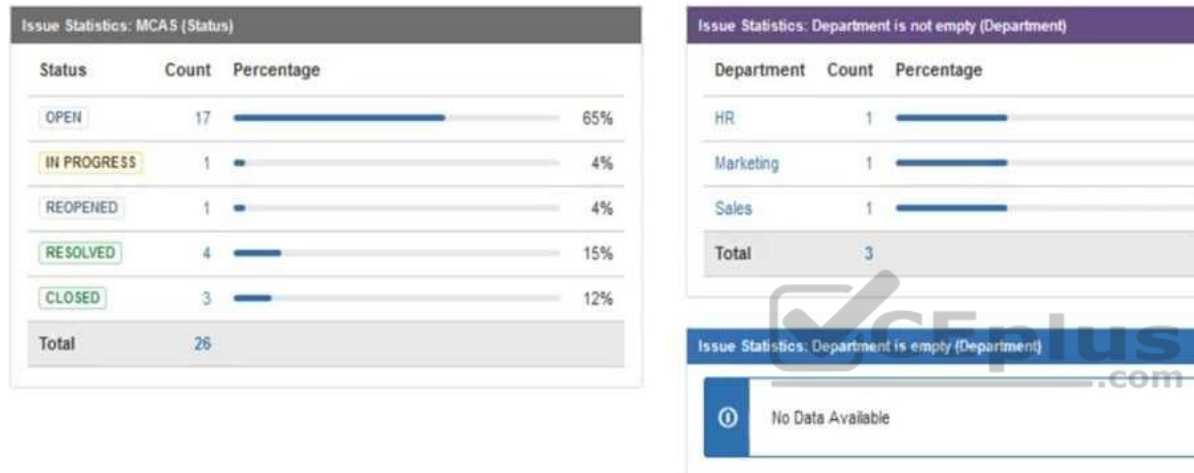 Issue Statistics: MCAS (Status)
Status Count Percentage
OPEN 17 65%
IN PROGRESS 1 4%
REOPENED 1 4%
RESOLVED 4 15%
CLOSED 3 12%
Total 26
Issue Statistics: Department is not empty (Department)
Department Count Percentage
HR 1
Marketing 1
Sales 1
Total 3
Issue Statistics: Department is empty (Department)
No Data Available
VCEplus
.com